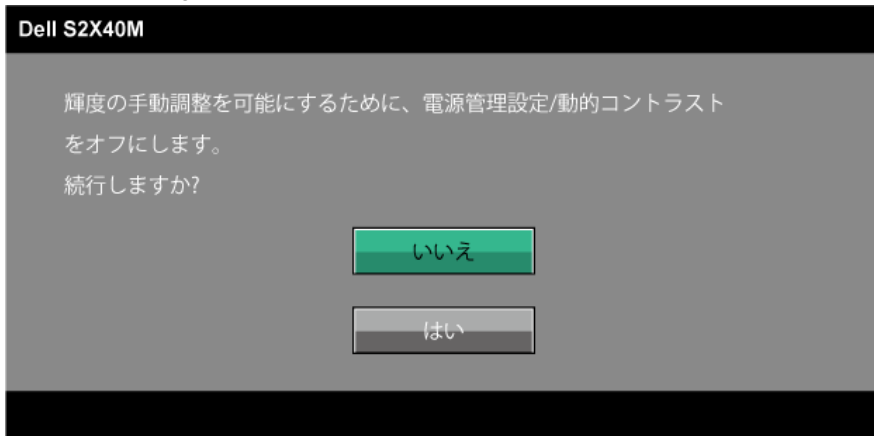 Dell S2X40M
輝度の手動調整を可能にするために、電源管理設定/動的コントラスト
をオフにします。
続行しますか?
いいえ
はい